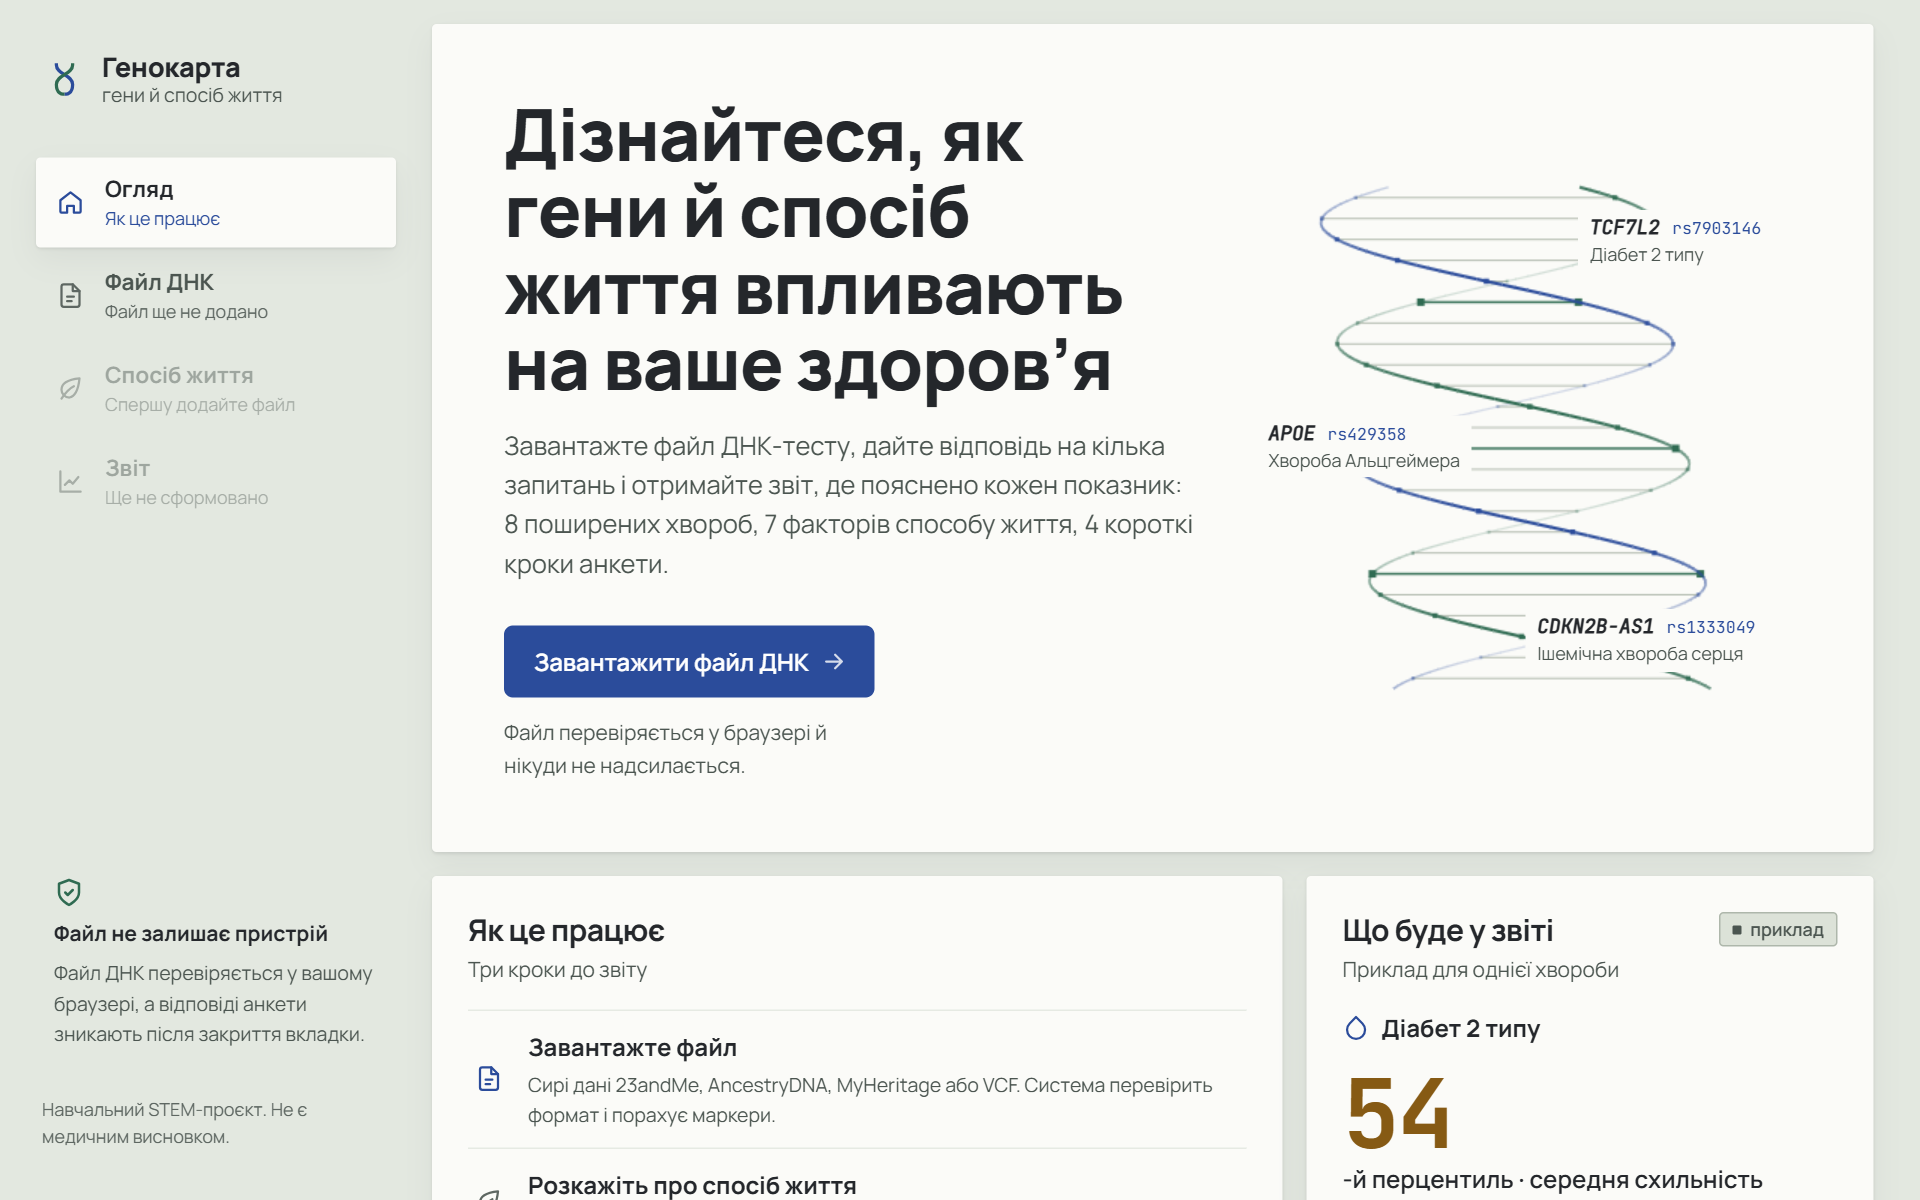 Генокарта
гени й спосіб життя
Огляд
Як це працює
Файл ДНК
Файл ще не додано
Спосіб життя
Спершу додайте файл
Звіт
Ще не сформовано
Файл не залишає пристрій
Файл ДНК перевіряється у вашому
браузері, а відповіді анкети
зникають після закриття вкладки.
Навчальний STEM-проєкт. Не є
медичним висновком.
Дізнайтеся, як
гени й спосіб
життя впливають
на ваше здоров’я
Завантажте файл ДНК-тесту, дайте відповідь на кілька
запитань і отримайте звіт, де пояснено кожен показник:
8 поширених хвороб, 7 факторів способу життя, 4 короткі
кроки анкети.
Завантажити файл ДНК →
Файл перевіряється у браузері й
нікуди не надсилається.
TCF7L2 rs7903146
Діабет 2 типу
APOE rs429358
Хвороба Альцгеймера
CDKN2B-AS1 rs1333049
Ішемічна хвороба серця
Як це працює
Три кроки до звіту
Завантажте файл
Сирі дані 23andMe, AncestryDNA, MyHeritage або VCF. Система перевірить
формат і порахує маркери.
Розкажіть про спосіб життя
Що буде у звіті
приклад
Приклад для однієї хвороби
Діабет 2 типу
54
-й перцентиль · середня схильність